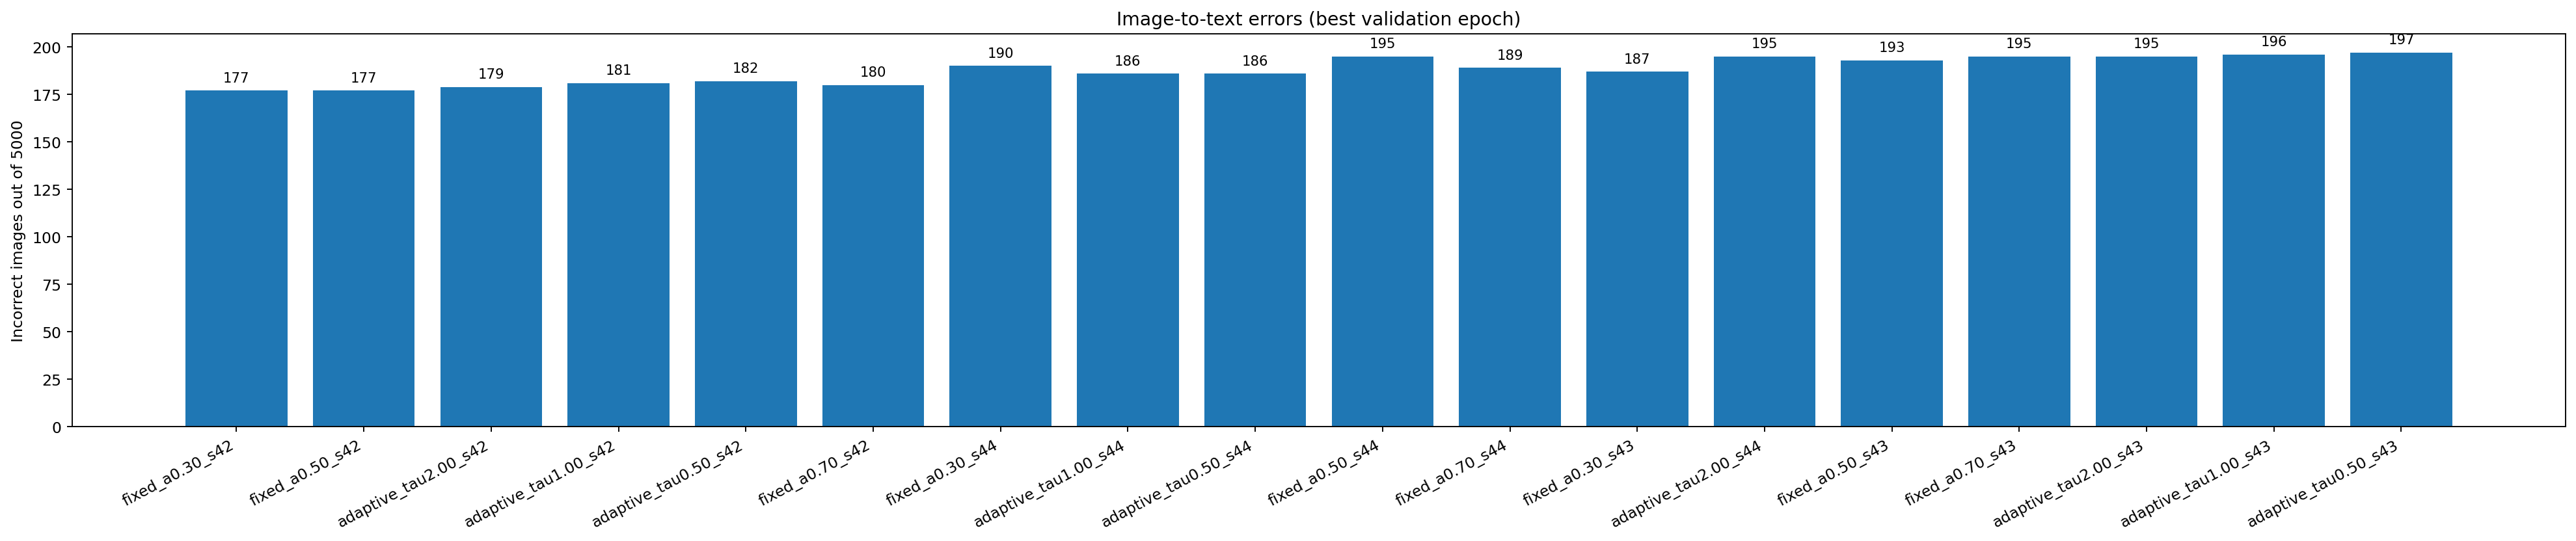 Image-to-text errors (best validation epoch)
Incorrect images out of 5000
200
175
150
125
100
75
50
25
0
177
177
179
181
182
180
190
186
186
195
189
187
195
193
195
195
196
197
fixed_a0.30_s42
fixed_a0.50_s42
adaptive_tau2.00_s42
adaptive_tau1.00_s42
adaptive_tau0.50_s42
fixed_a0.70_s42
fixed_a0.30_s44
adaptive_tau1.00_s44
adaptive_tau0.50_s44
fixed_a0.50_s44
fixed_a0.70_s44
fixed_a0.30_s43
adaptive_tau2.00_s44
fixed_a0.50_s43
fixed_a0.70_s43
adaptive_tau2.00_s43
adaptive_tau1.00_s43
adaptive_tau0.50_s43